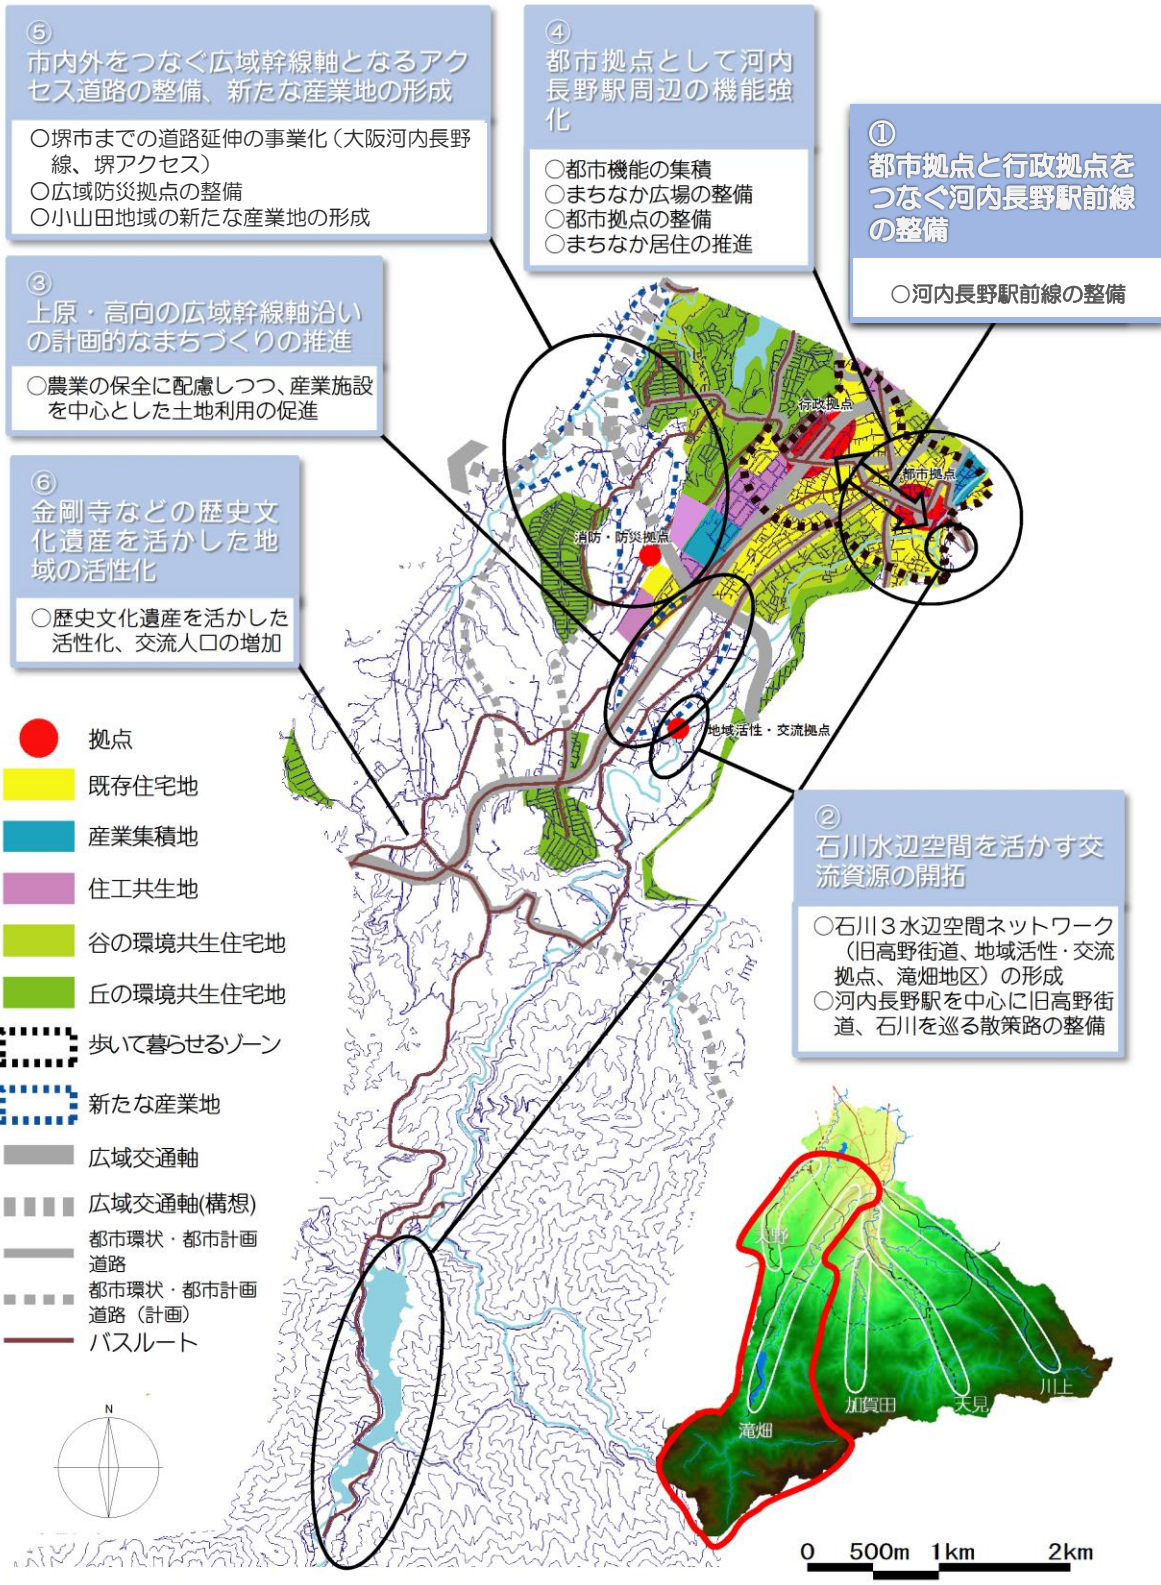 ⑤
市内外をつなぐ広域幹線軸となるアク
セス道路の整備、新たな産業地の形成
○堺市までの道路延伸の事業化（大阪河内長野
線、堺アクセス）
○広域防災拠点の整備
○小山田地域の新たな産業地の形成
④
都市拠点として河内
長野駅周辺の機能強
化
○都市機能の集積
○まちなか広場の整備
○都市拠点の整備
○まちなか居住の推進
①
都市拠点と行政拠点を
つなぐ河内長野駅前線
の整備
○河内長野駅前線の整備
③
上原・高向の広域幹線軸沿い
の計画的なまちづくりの推進
○農業の保全に配慮しつつ、産業施設
を中心とした土地利用の促進
⑥
金剛寺などの歴史文
化遺産を活かした地
域の活性化
○歴史文化遺産を活かした
活性化、交流人口の増加
行政拠点
都市拠点
消防・防災拠点
地域活性・交流拠点
②
石川水辺空間を活かす交
流資源の開拓
○石川３水辺空間ネットワーク
（旧高野街道、地域活性・交流
拠点、滝畑地区）の形成
○河内長野駅を中心に旧高野街
道、石川を巡る散策路の整備
拠点
既存住宅地
産業集積地
住工共生地
谷の環境共生住宅地
丘の環境共生住宅地
歩いて暮らせるゾーン
新たな産業地
広域交通軸
広域交通軸(構想)
都市環状・都市計画
道路
都市環状・都市計画
道路（計画）
バスルート
N
天野
滝畑
加賀田
天見
川上
0 500m 1km 2km